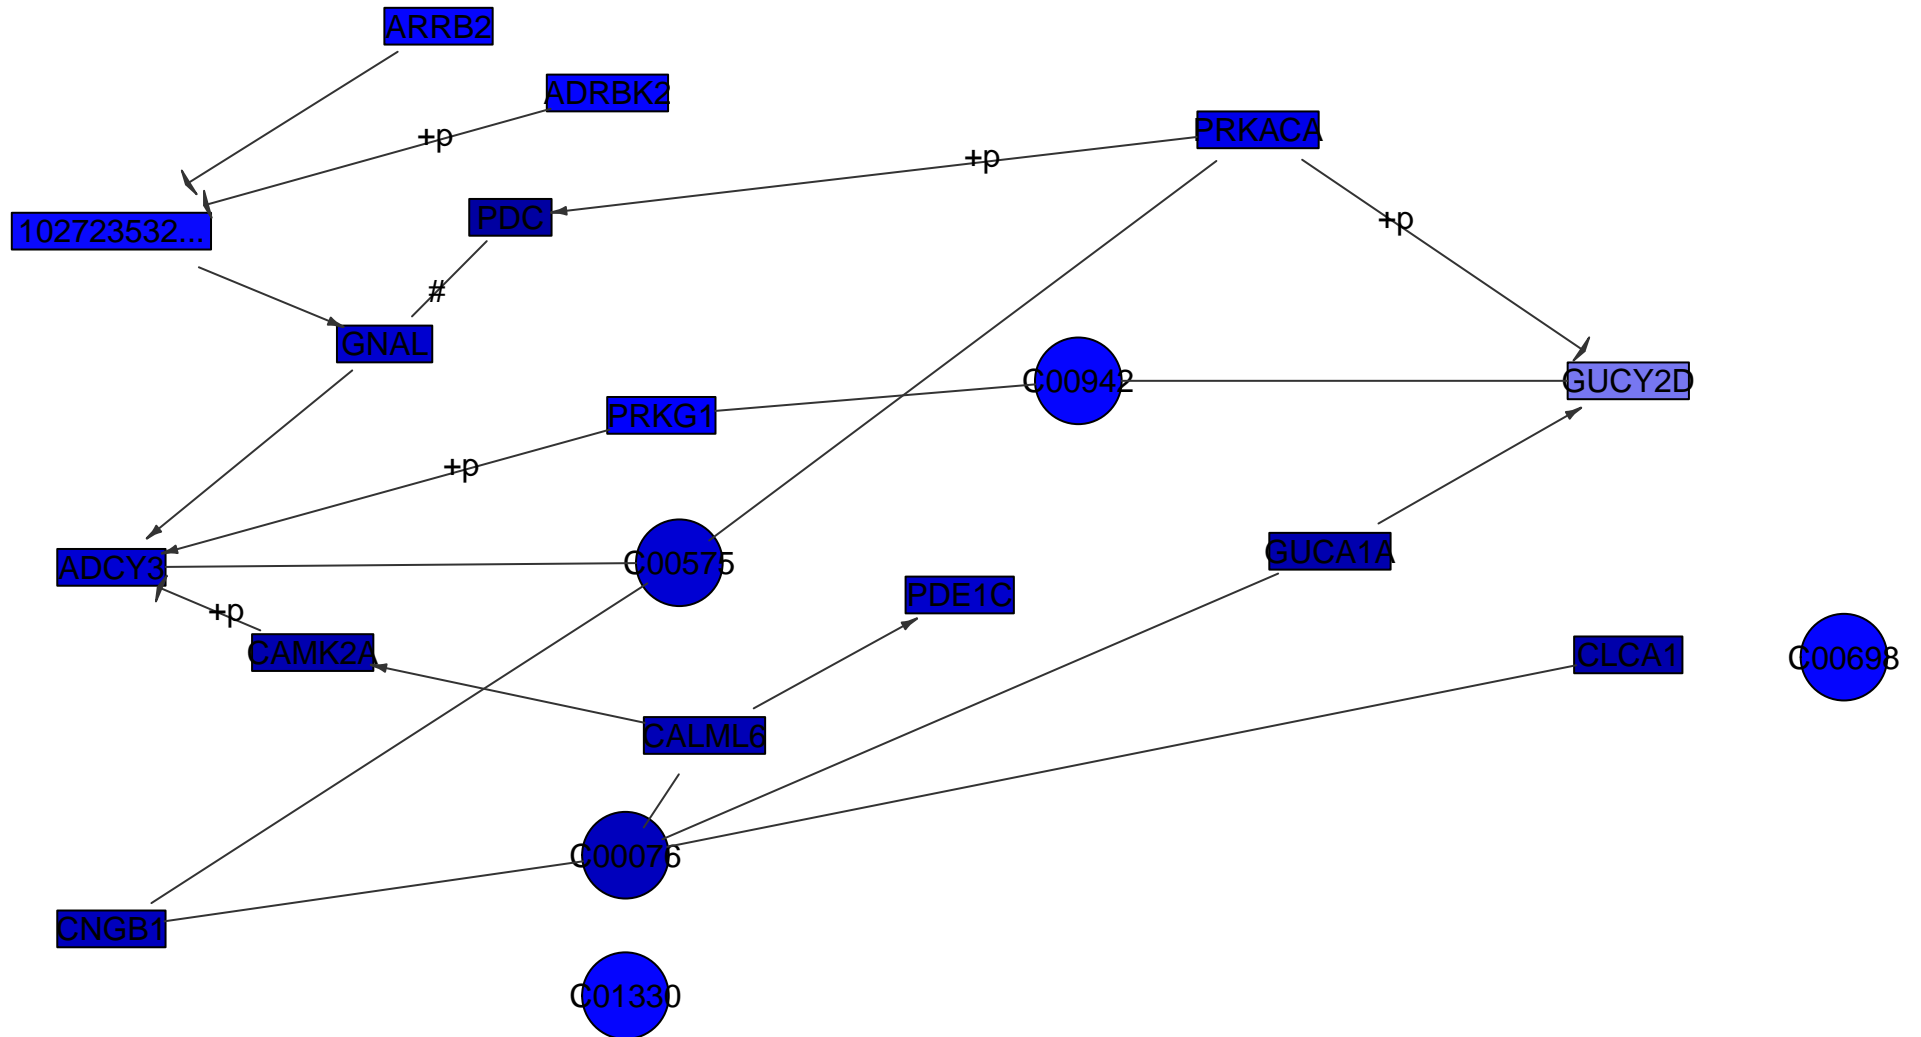 ARRB2
ADRBK2
+p
PRKACA
+p
102723532...
PDC
+p
#
GNAL
C00942
GUCY2D
PRKG1
+p
ADCY3
C00575
GUCA1A
PDE1C
+p
CAMK2A
CLCA1
C00698
CALML6
C00076
CNGB1
C01330